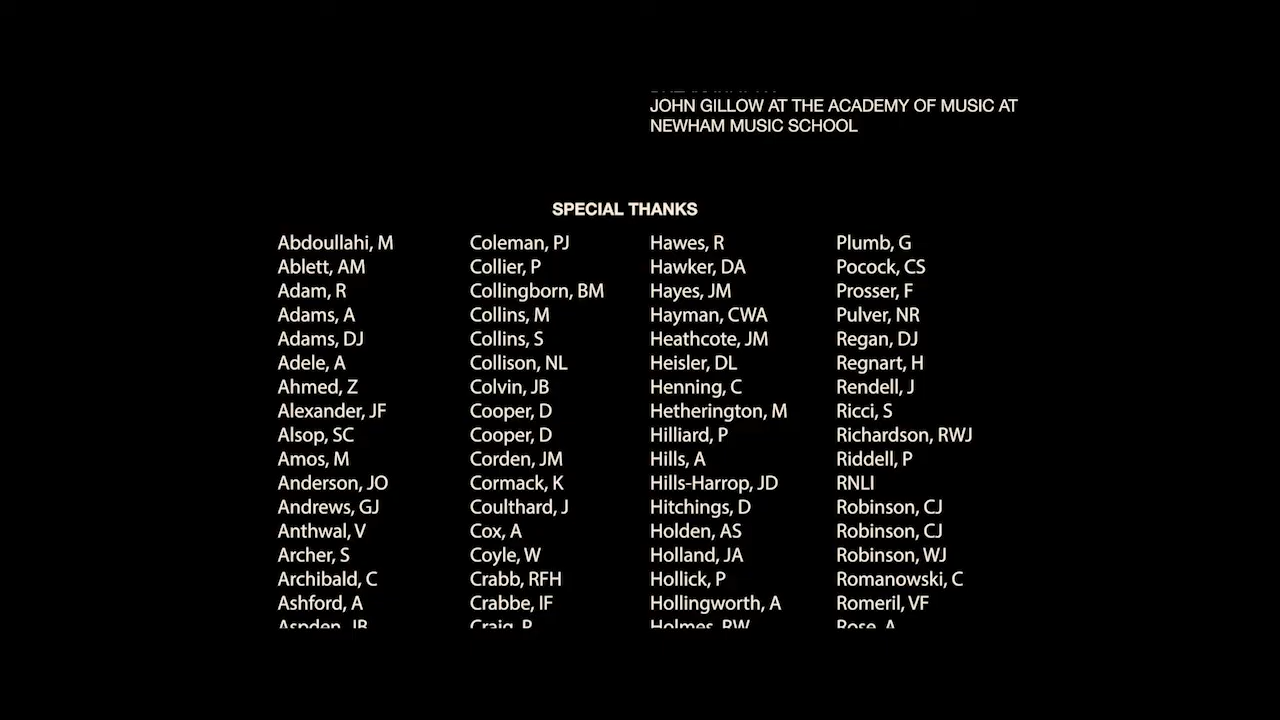 JOHN GILLOW AT THE ACADEMY OF MUSIC AT
NEWHAM MUSIC SCHOOL
SPECIAL THANKS
Abdoullahi, M
Ablett, AM
Adam, R
Adams, A
Adams, DJ
Adele, A
Ahmed, Z
Alexander, JF
Alsop, SC
Amos, M
Anderson, JO
Andrews, GJ
Anthwal, V
Archer, S
Archibald, C
Ashford, A
Aspden, JB
Coleman, PJ
Collier, P
Collingborn, BM
Collins, M
Collins, S
Collison, NL
Colvin, JB
Cooper, D
Cooper, D
Corden, JM
Cormack, K
Coulthard, J
Cox, A
Coyle, W
Crabb, RFH
Crabbe, IF
Hawes, R
Hawker, DA
Hayes, JM
Hayman, CWA
Heathcote, JM
Heisler, DL
Henning, C
Hetherington, M
Hilliard, P
Hills, A
Hills-Harrop, JD
Hitchings, D
Holden, AS
Holland, JA
Hollick, P
Hollingworth, A
Holmes, RW
Plumb, G
Pocock, CS
Prosser, F
Pulver, NR
Regan, DJ
Regnart, H
Rendell, J
Ricci, S
Richardson, RWJ
Riddell, P
RNLI
Robinson, CJ
Robinson, CJ
Robinson, WJ
Romanowski, C
Romeril, VF
Rose, A